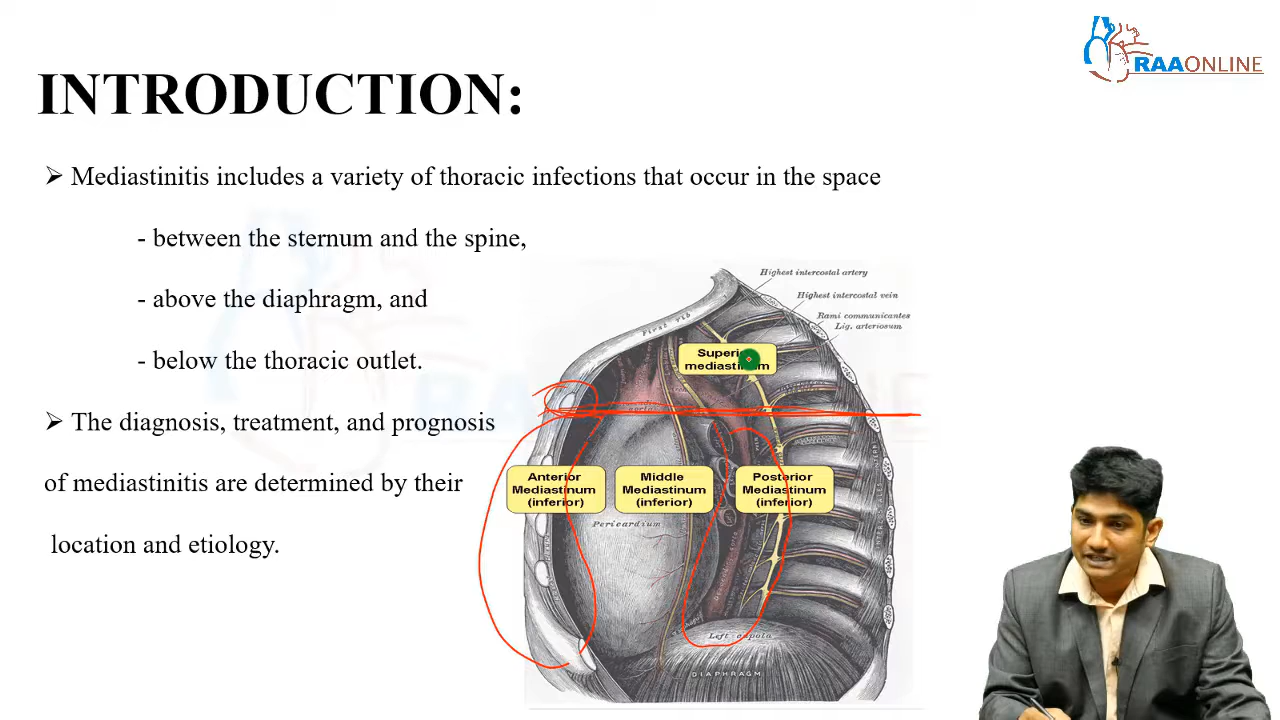 RAAONLINE
INTRODUCTION:
➢ Mediastinitis includes a variety of thoracic infections that occur in the space
- between the sternum and the spine,
- above the diaphragm, and
- below the thoracic outlet.
➢ The diagnosis, treatment, and prognosis
of mediastinitis are determined by their
location and etiology.
Highest intercostal artery
Highest intercostal vein
Rami communicantes
Lig. arteriosum
First rib
mediastinum
Anterior
Mediastinum
(inferior)
Middle
Mediastinum
(inferior)
Posterior
Mediastinum
(inferior)
Pericardium
Left cupola
DIAPHRAGM